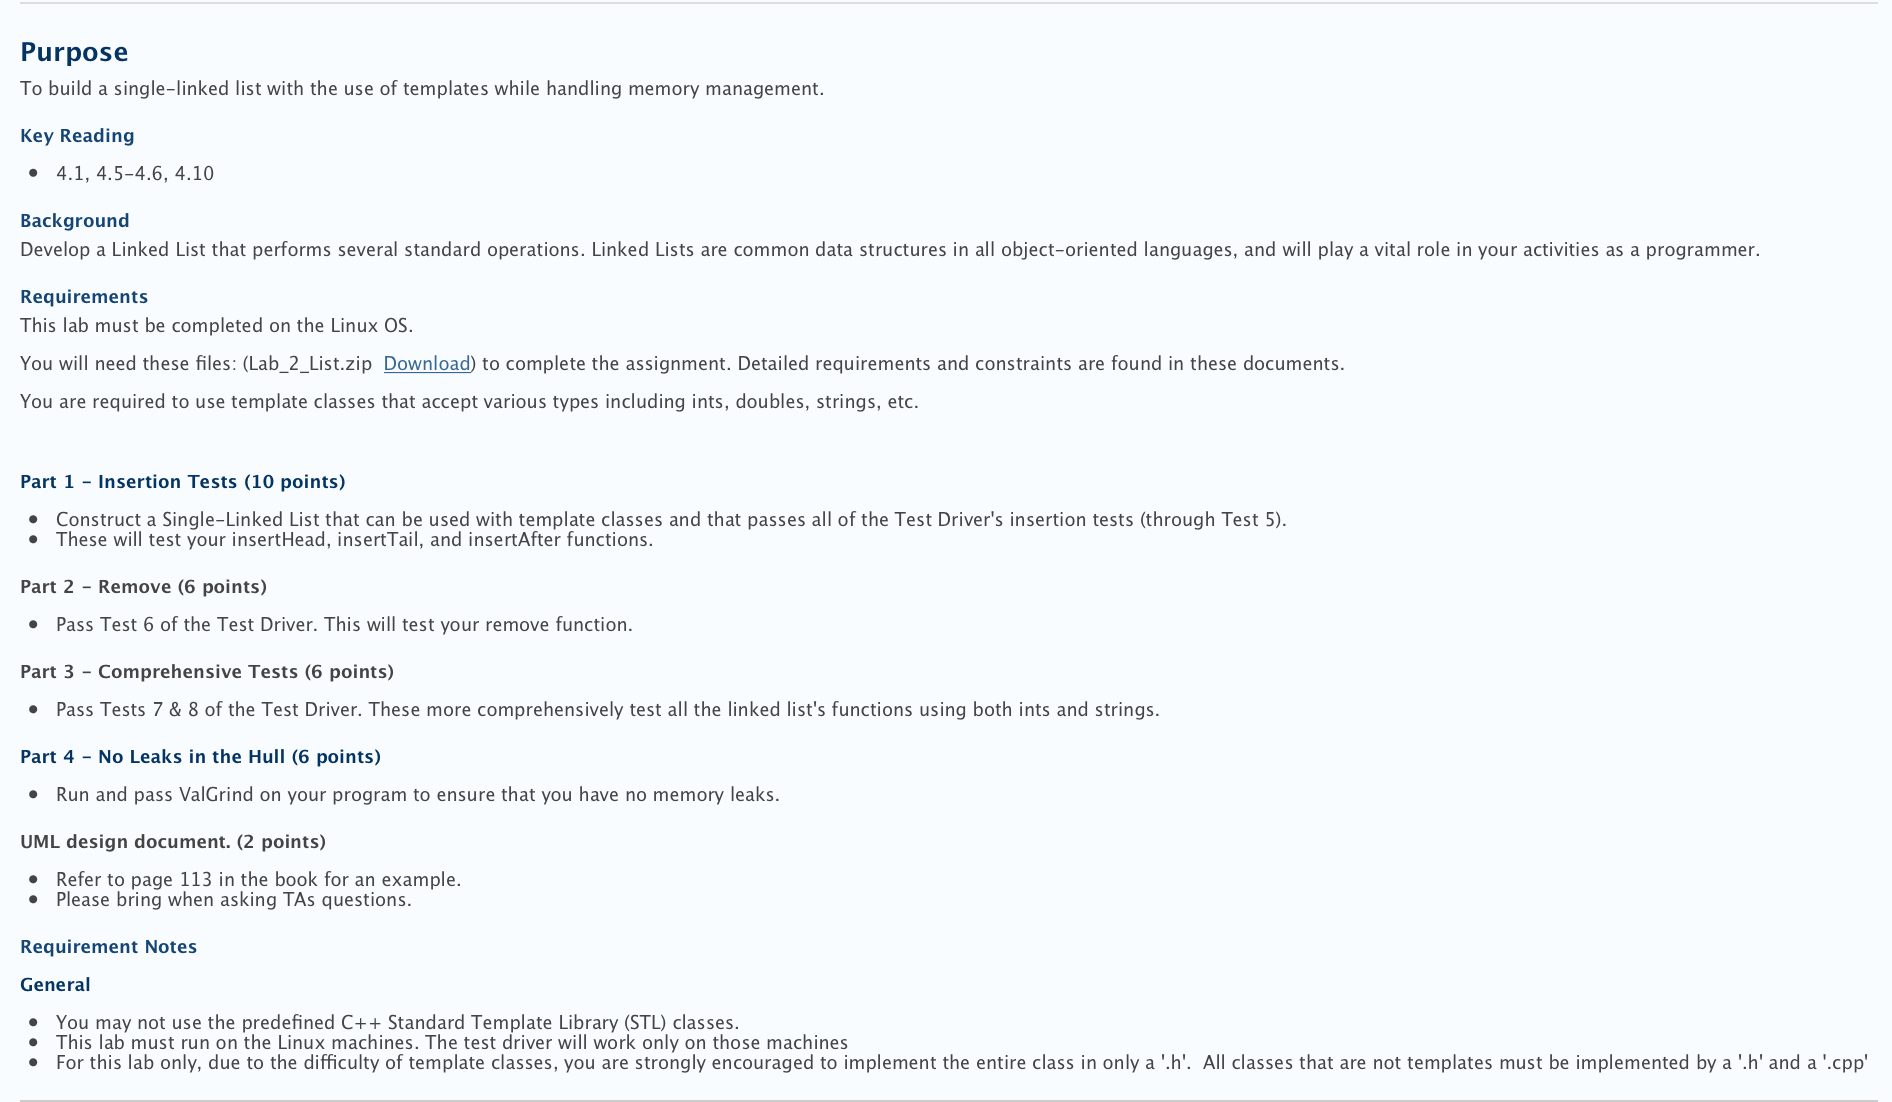 Purpose
To build a single-linked list with the use of templates while handling memory management.
Key Reading
• 4.1, 4.5-4.6, 4.10
Background
Develop a Linked List that performs several standard operations. Linked Lists are common data structures in all object-oriented languages, and will play a vital role in your activities as a programmer.
Requirements
This lab must be completed on the Linux OS.
You will need these files: (Lab_2_List.zip Download) to complete the assignment. Detailed requirements and constraints are found in these documents.
You are required to use template classes that accept various types including ints, doubles, strings, etc.
Part 1 - Insertion Tests (10 points)
• Construct a Single-Linked List that can be used with template classes and that passes all of the Test Driver's insertion tests (through Test 5).
• These will test your insertHead, insertTail, and insertAfter functions.
Part 2 - Remove (6 points)
• Pass Test 6 of the Test Driver. This will test your remove function.
Part 3 - Comprehensive Tests (6 points)
• Pass Tests 7 & 8 of the Test Driver. These more comprehensively test all the linked list's functions using both ints and strings.
Part 4 - No Leaks in the Hull (6 points)
• Run and pass ValGrind on your program to ensure that you have no memory leaks.
UML design document. (2 points)
• Refer to page 113 in the book for an example.
• Please bring when asking TAs questions.
Requirement Notes
General
• You may not use the predefined C++ Standard Template Library (STL) classes.
• This lab must run on the Linux machines. The test driver will work only on those machines
• For this lab only, due to the difficulty of template classes, you are strongly encouraged to implement the entire class in only a '.h'. All classes that are not templates must be implemented by a '.h' and a '.cpp'